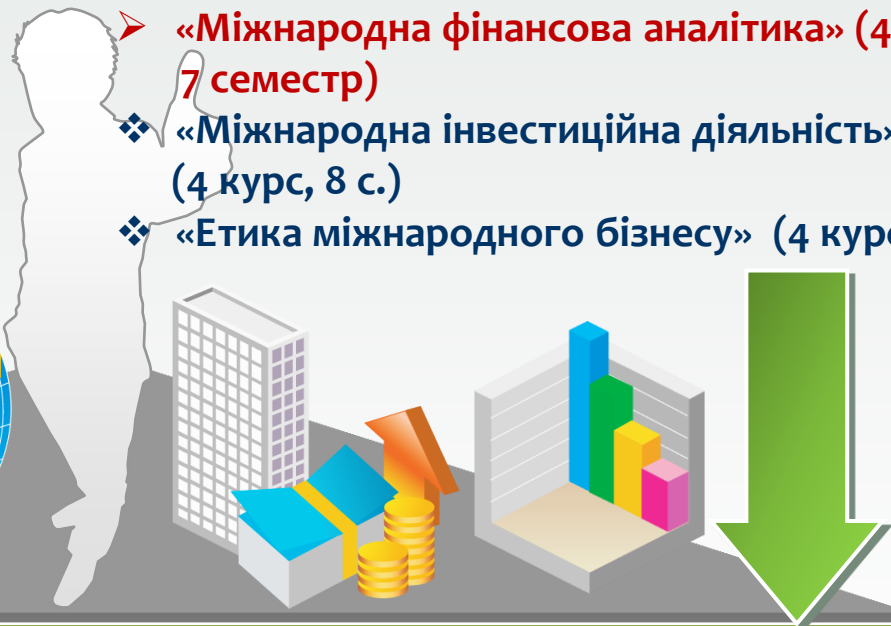 «Міжнародна фінансова аналітика» (4
7 семестр)
«Міжнародна інвестиційна діяльність»
(4 курс, 8 с.)
«Етика міжнародного бізнесу» (4 курс